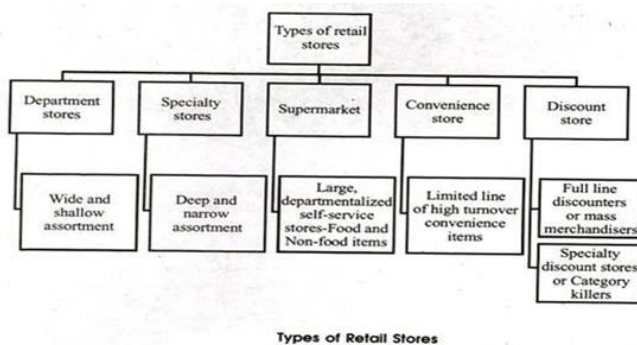 Types of retail
stores
Department
stores
Specialty
stores
Supermarket
Convenience
store
Discount
store
Wide and
shallow
assortment
Deep and
narrow
assortment
Large,
departmentalized
self-service
stores-Food and
Non-food items
Limited line
of high turnover
convenience
items
Full line
discounters
or mass
merchandisers
Specialty
discount stores
or Category
killers
Types of Retail Stores